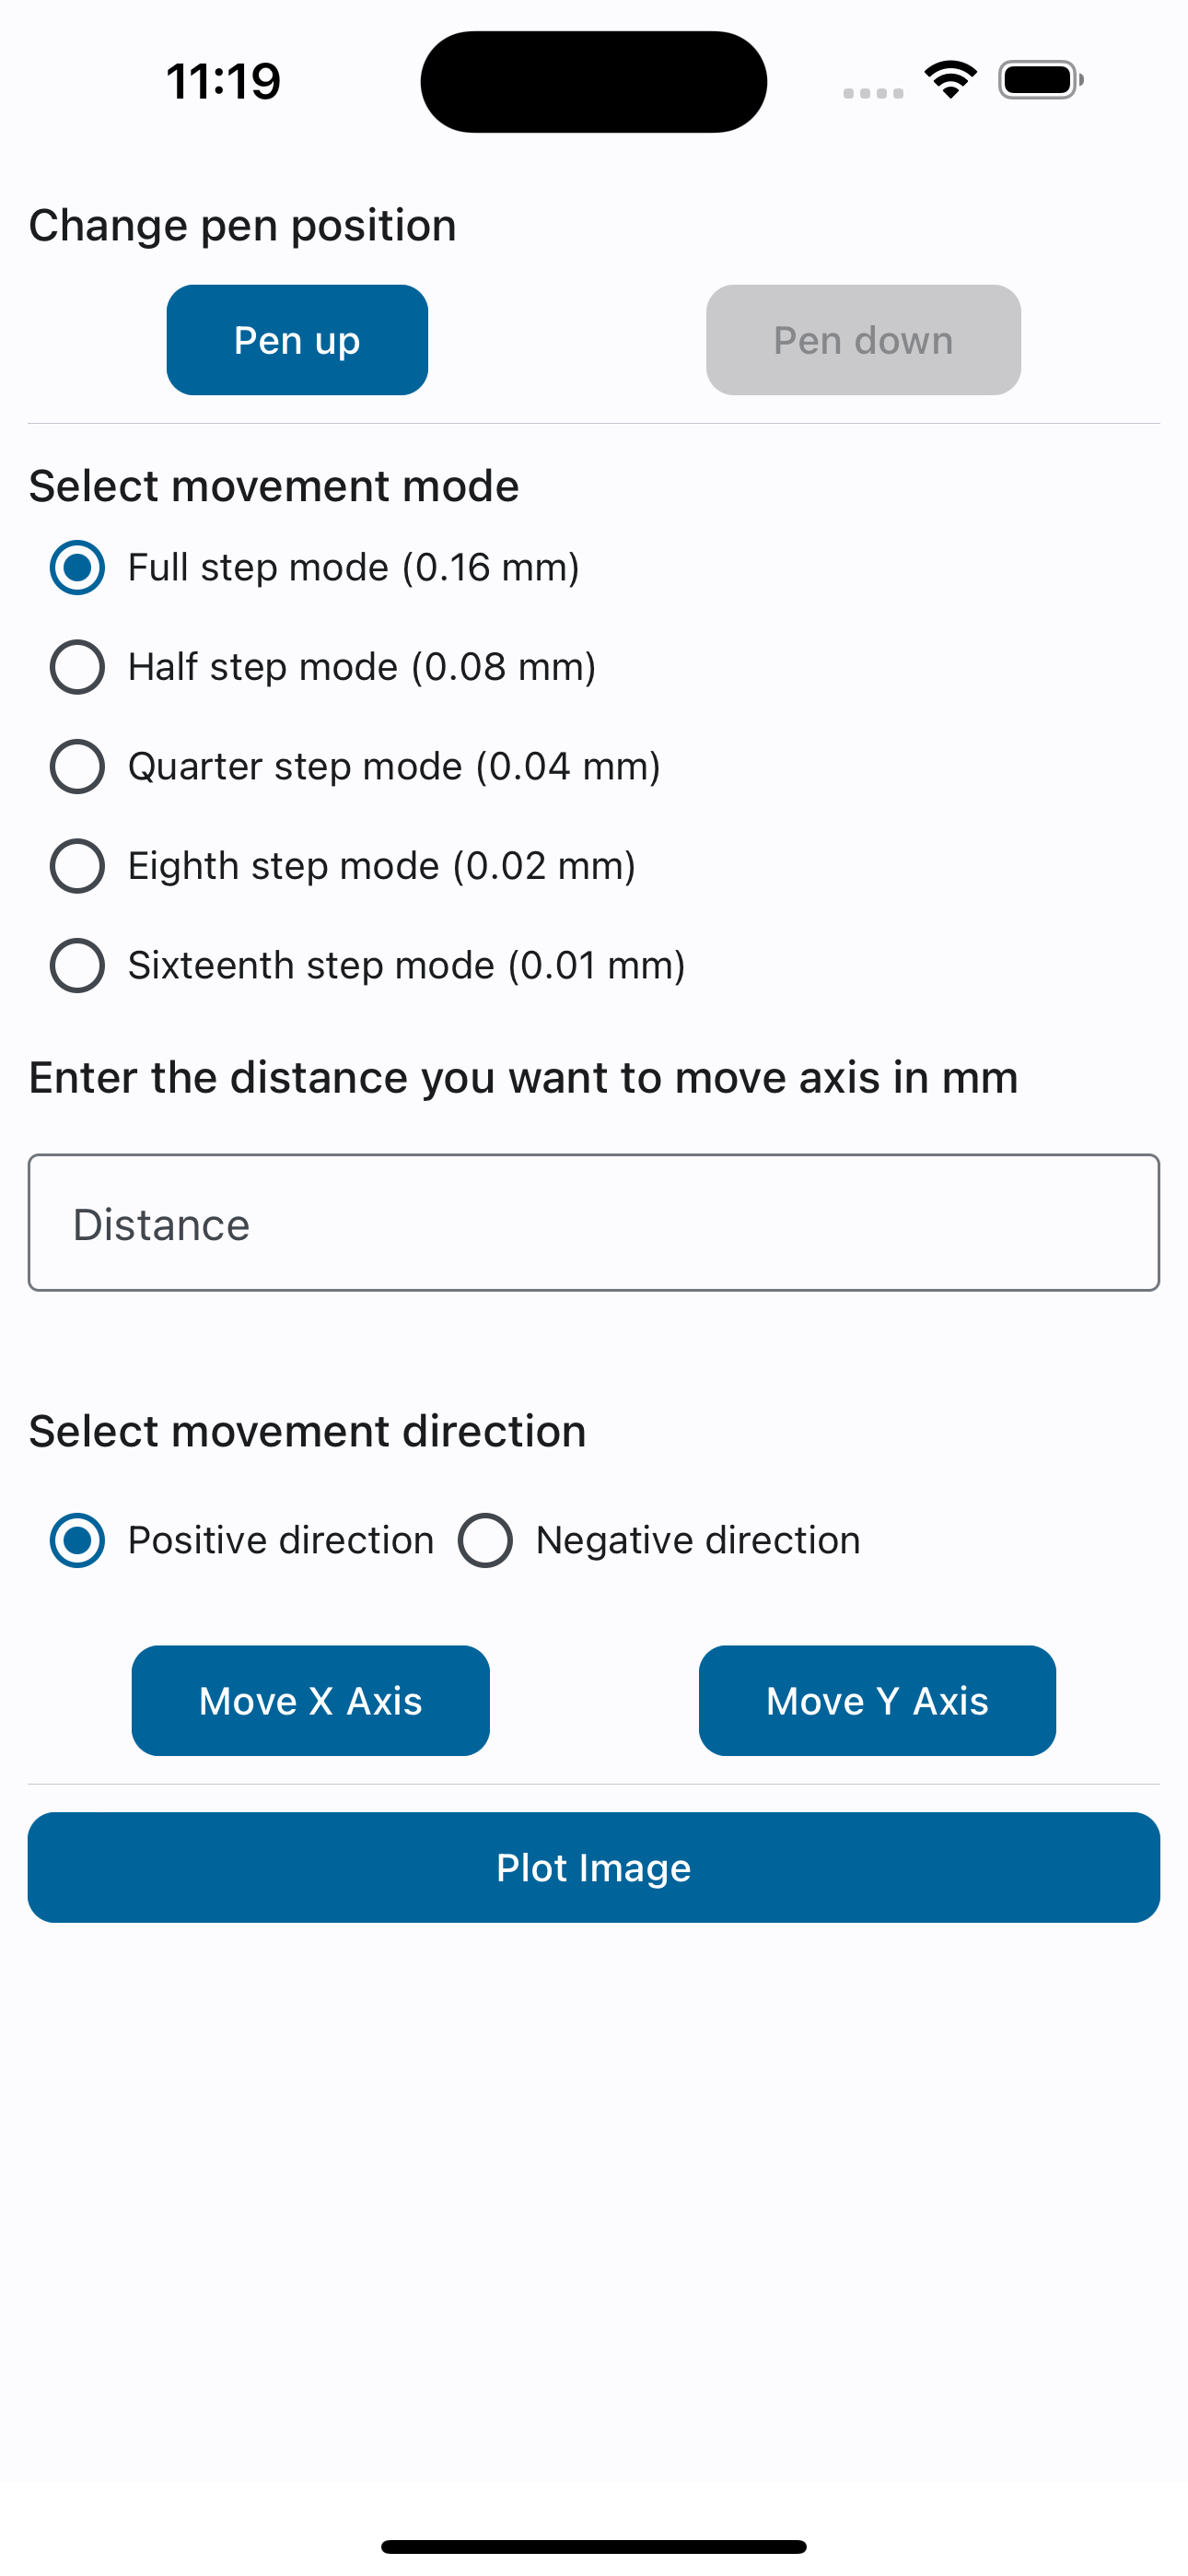 11:19
Change pen position
Pen up
Pen down
Select movement mode
Full step mode (0.16 mm)
Half step mode (0.08 mm)
Quarter step mode (0.04 mm)
Eighth step mode (0.02 mm)
Sixteenth step mode (0.01 mm)
Enter the distance you want to move axis in mm
Distance
Select movement direction
Positive direction
Negative direction
Move X Axis
Move Y Axis
Plot Image